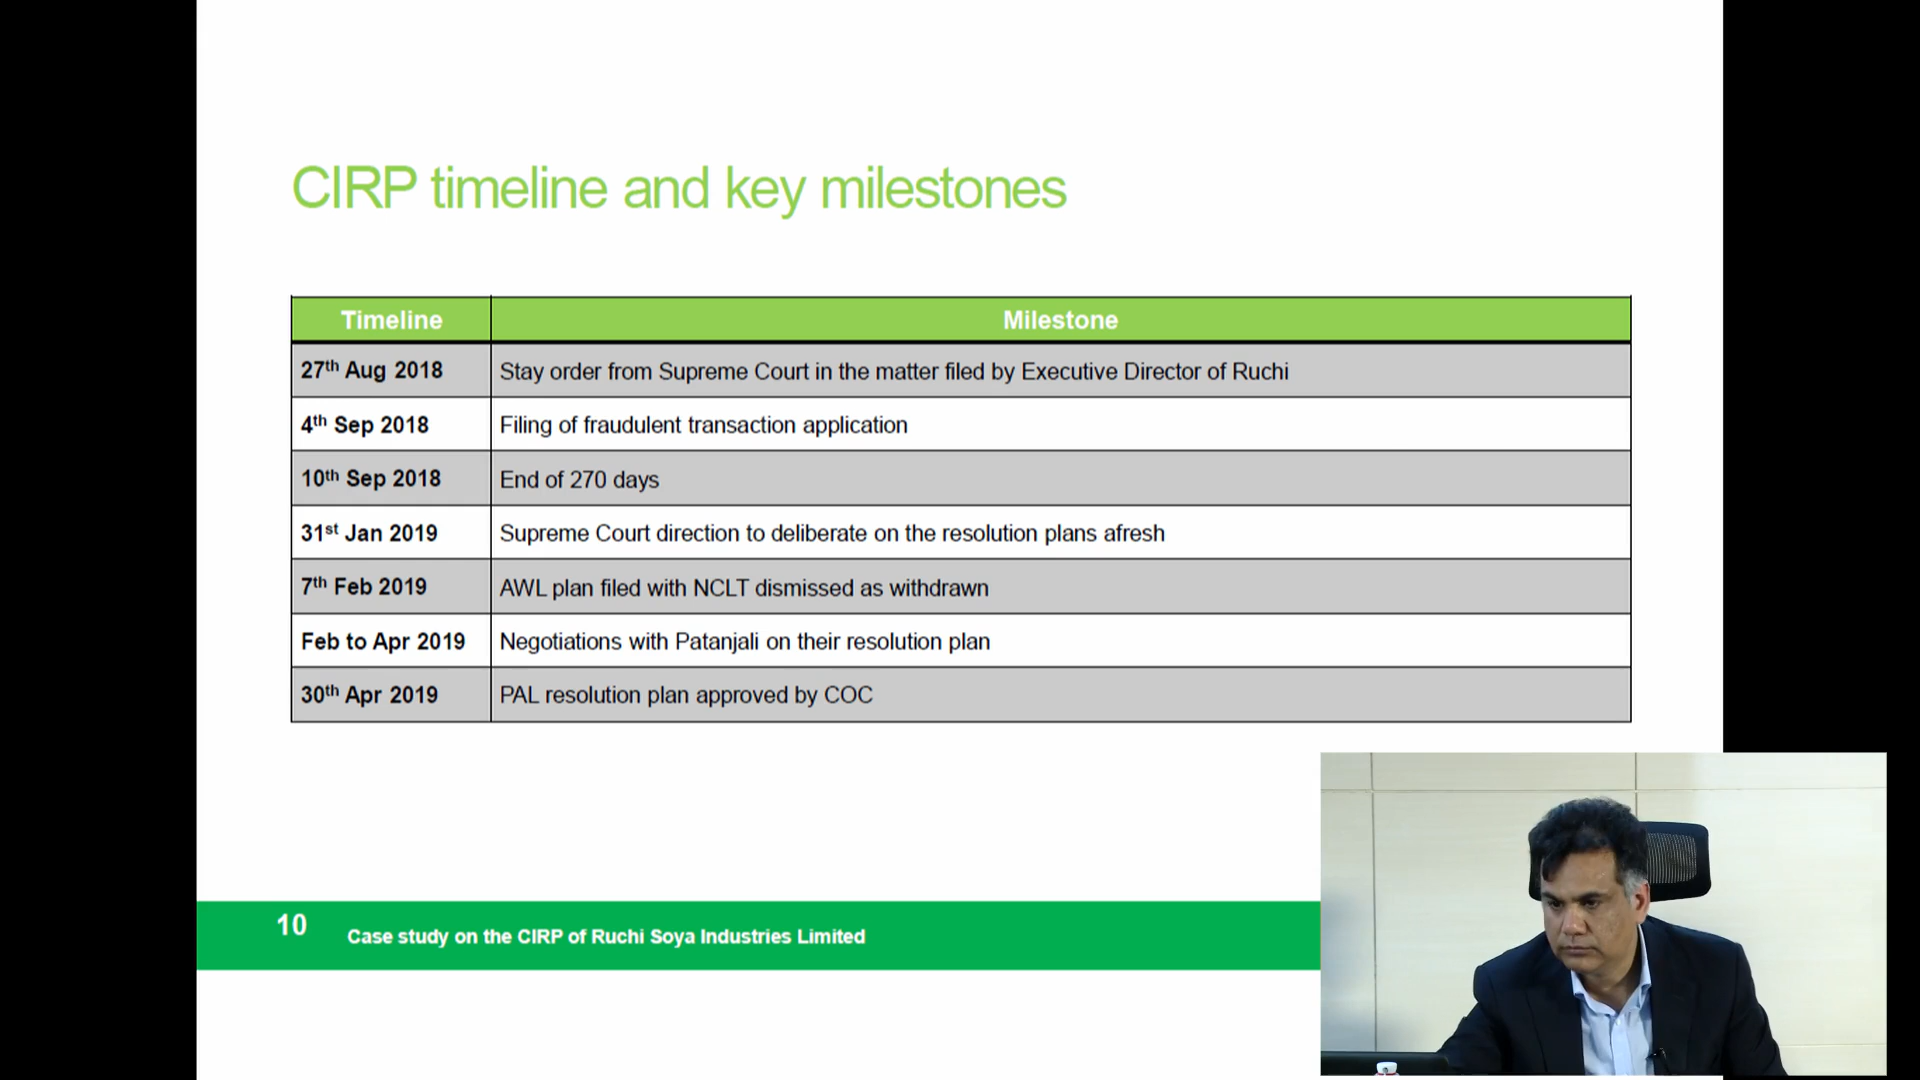 CIRP timeline and key milestones
Timeline Milestone
27th Aug 2018 Stay order from Supreme Court in the matter filed by Executive Director of Ruchi
4th Sep 2018 Filing of fraudulent transaction application
10th Sep 2018 End of 270 days
31st Jan 2019 Supreme Court direction to deliberate on the resolution plans afresh
7th Feb 2019 AWL plan filed with NCLT dismissed as withdrawn
Feb to Apr 2019 Negotiations with Patanjali on their resolution plan
30th Apr 2019 PAL resolution plan approved by COC
10 Case study on the CIRP of Ruchi Soya Industries Limited